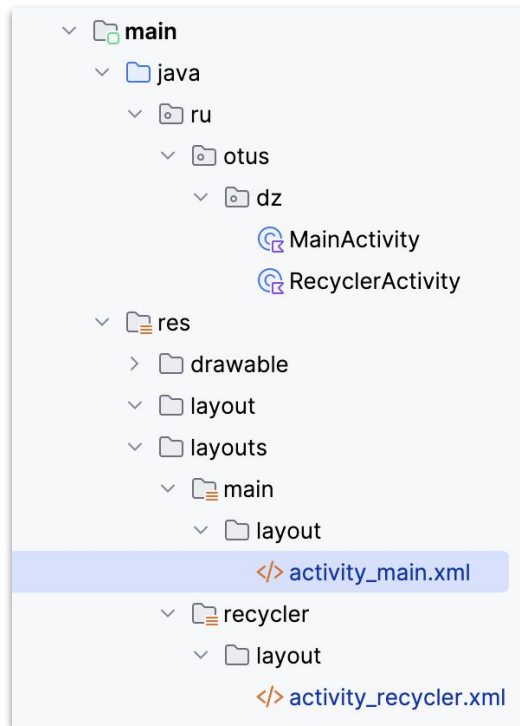 main
java
ru
otus
dz
MainActivity
RecyclerActivity
res
drawable
layout
layouts
main
layout
activity_main.xml
recycler
layout
activity_recycler.xml